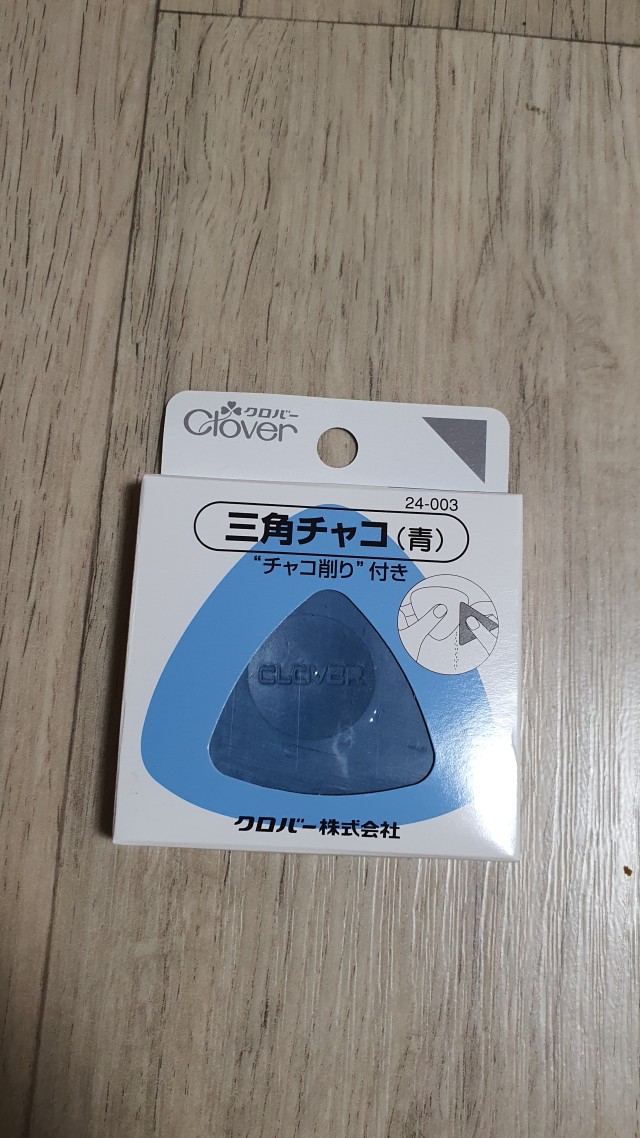 クロバー
Clover
24-003
三角チャコ(青)
“チャコ削り”付き
CLOVER
クロバー株式会社